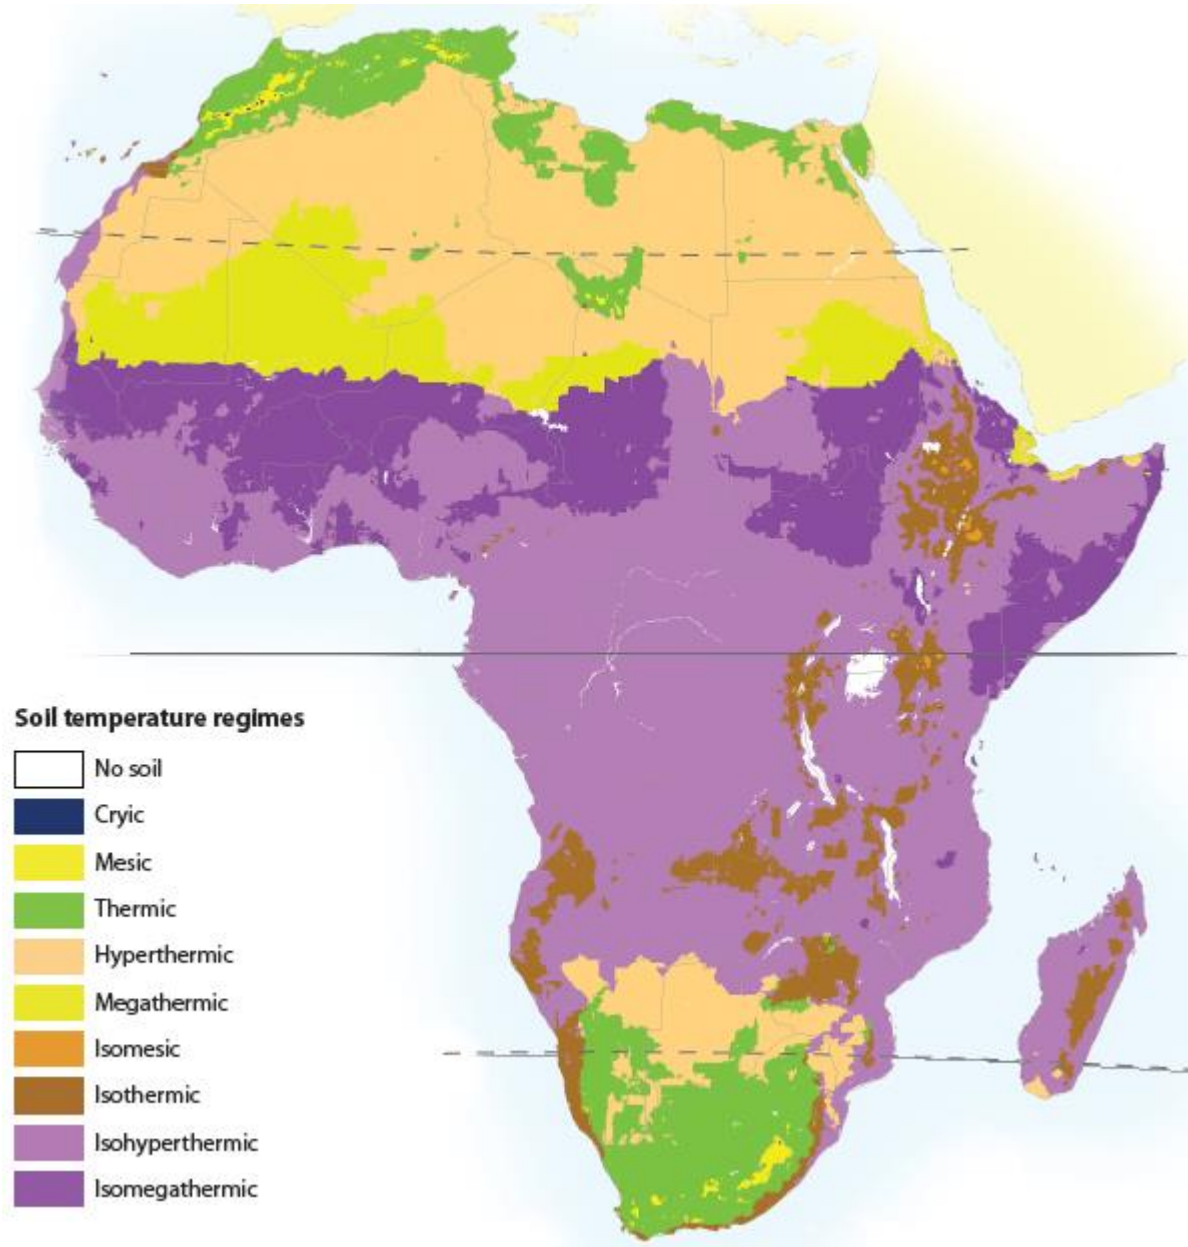 Soil temperature regimes
No soil
Cryic
Mesic
Thermic
Hyperthermic
Megathermic
Isomesic
Isothermic
Isohyperthermic
Isomegathermic